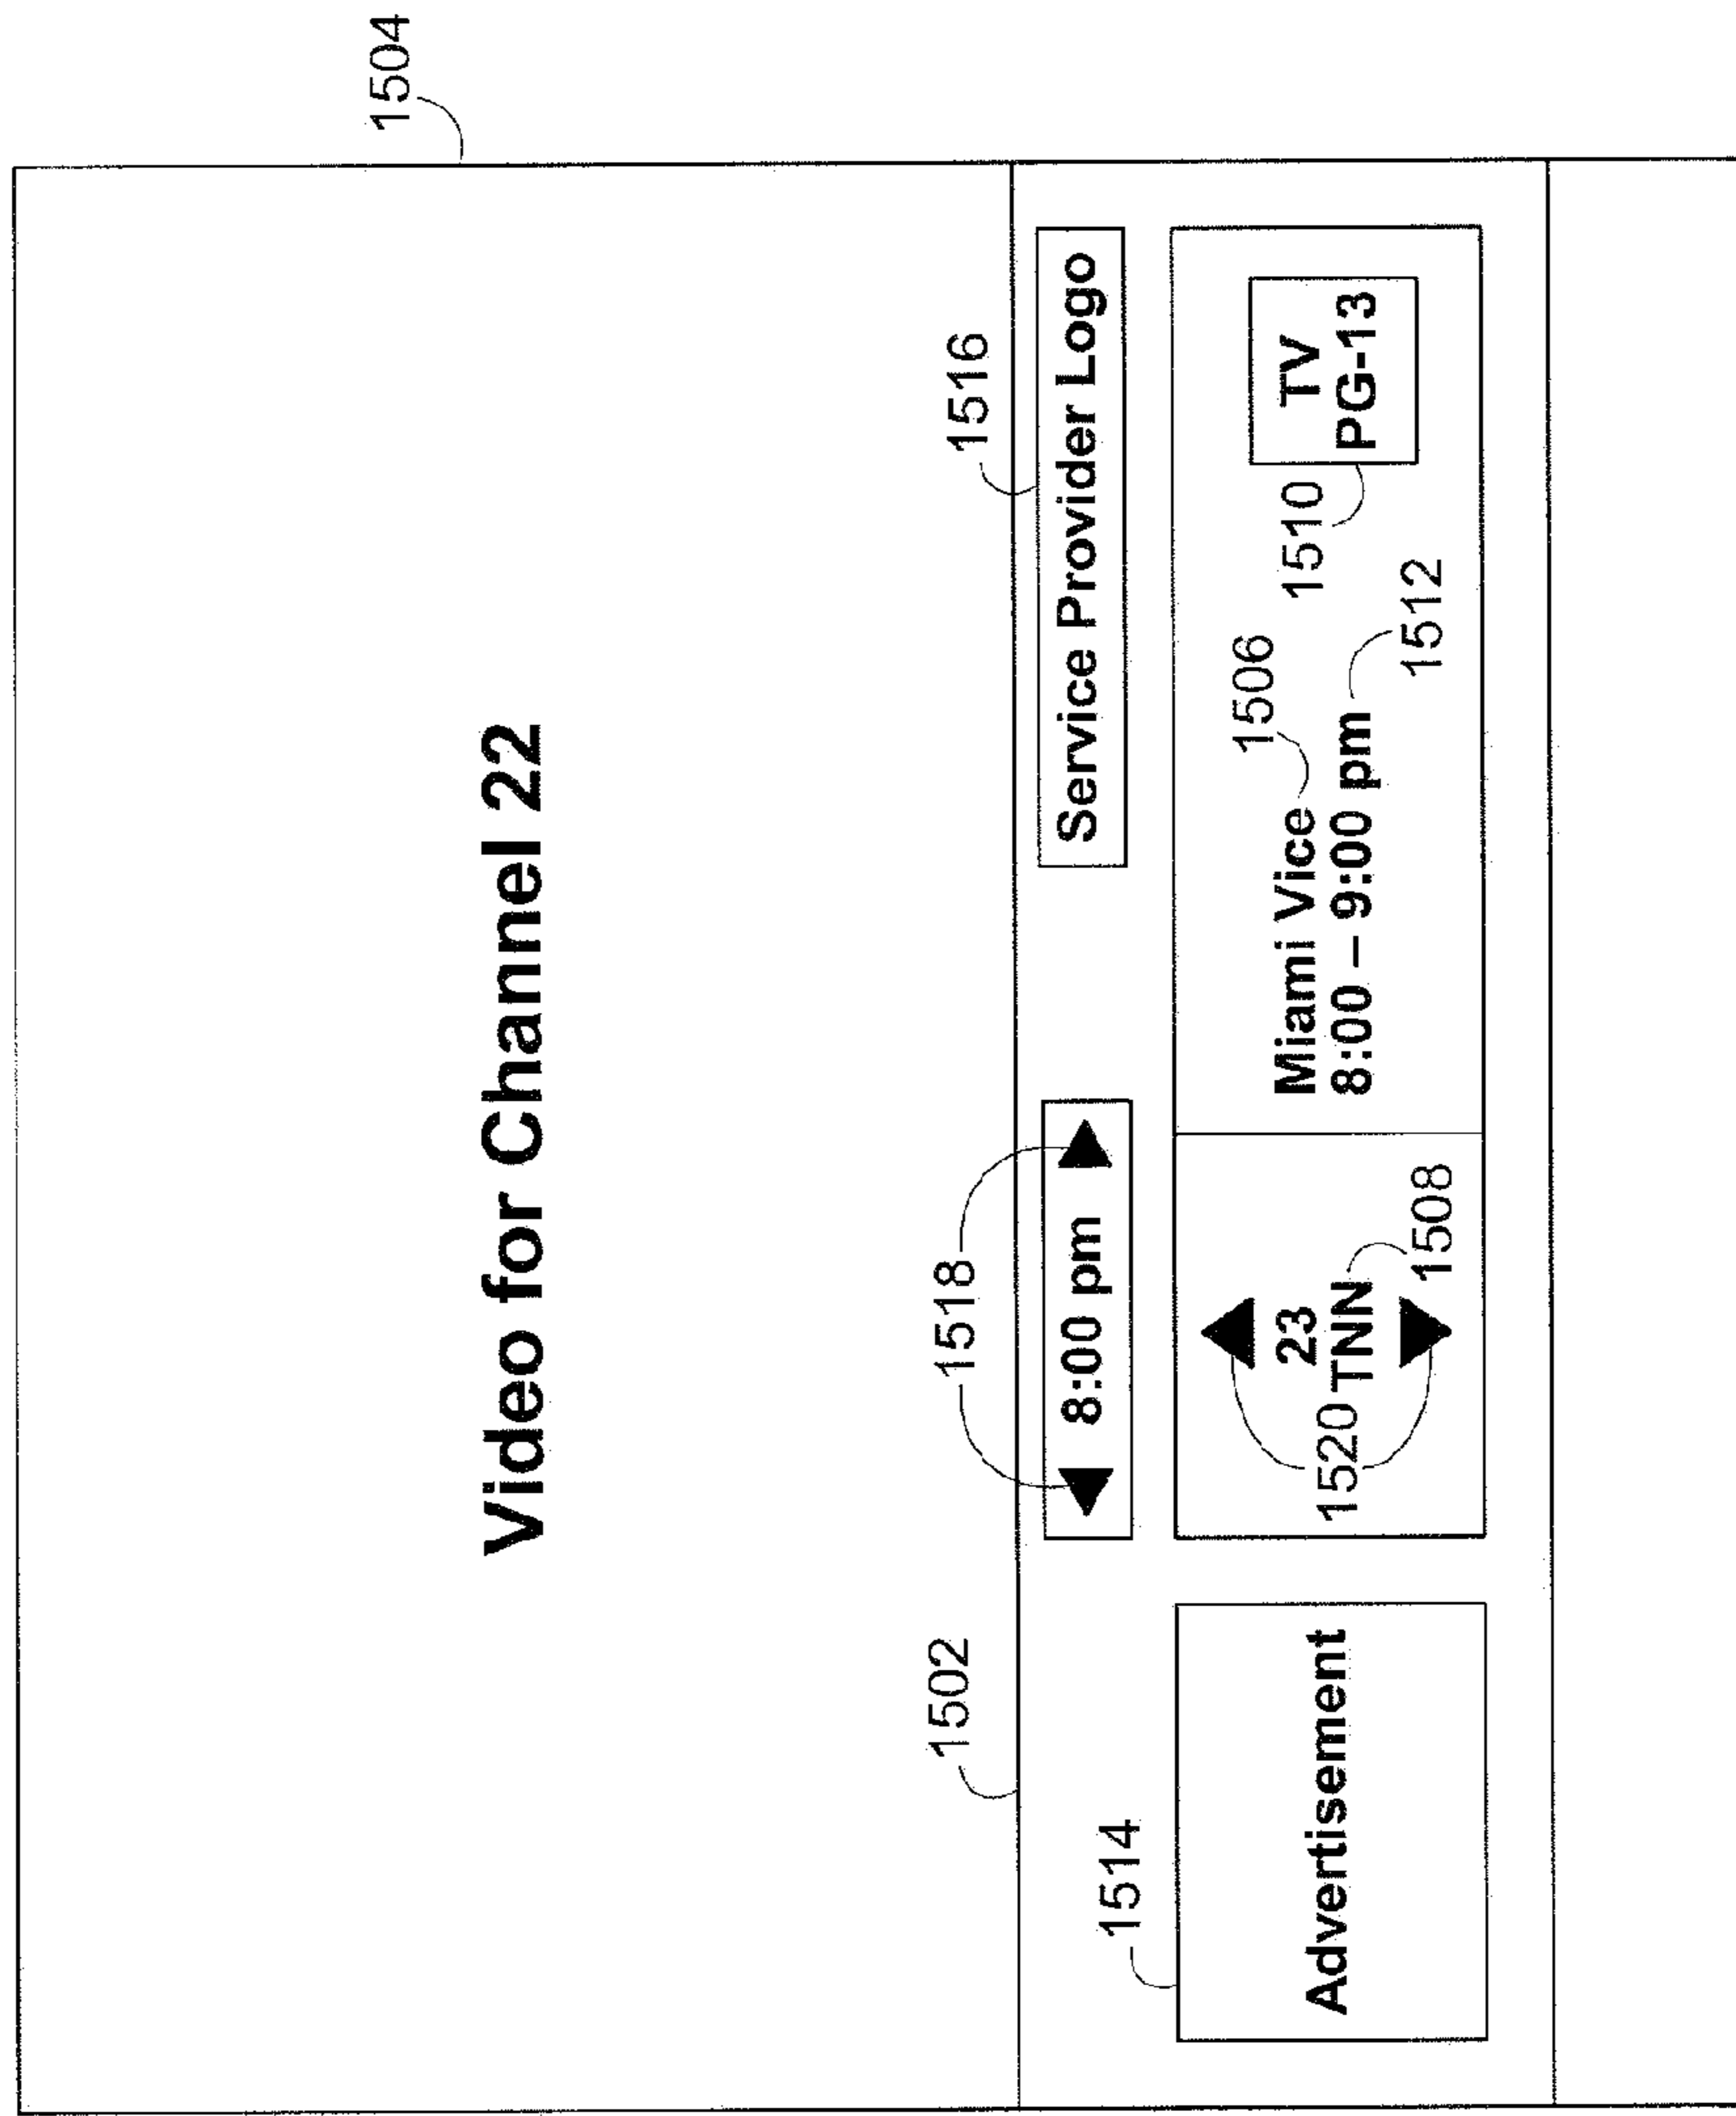 1504
Video for Channel 22
1502
1518
1516
8:00 pm
Service Provider Logo
1514
Advertisement
23
1520 TNN
1508
Miami Vice
8:00 – 9:00 pm
1506
1512
1510
TV
PG-13